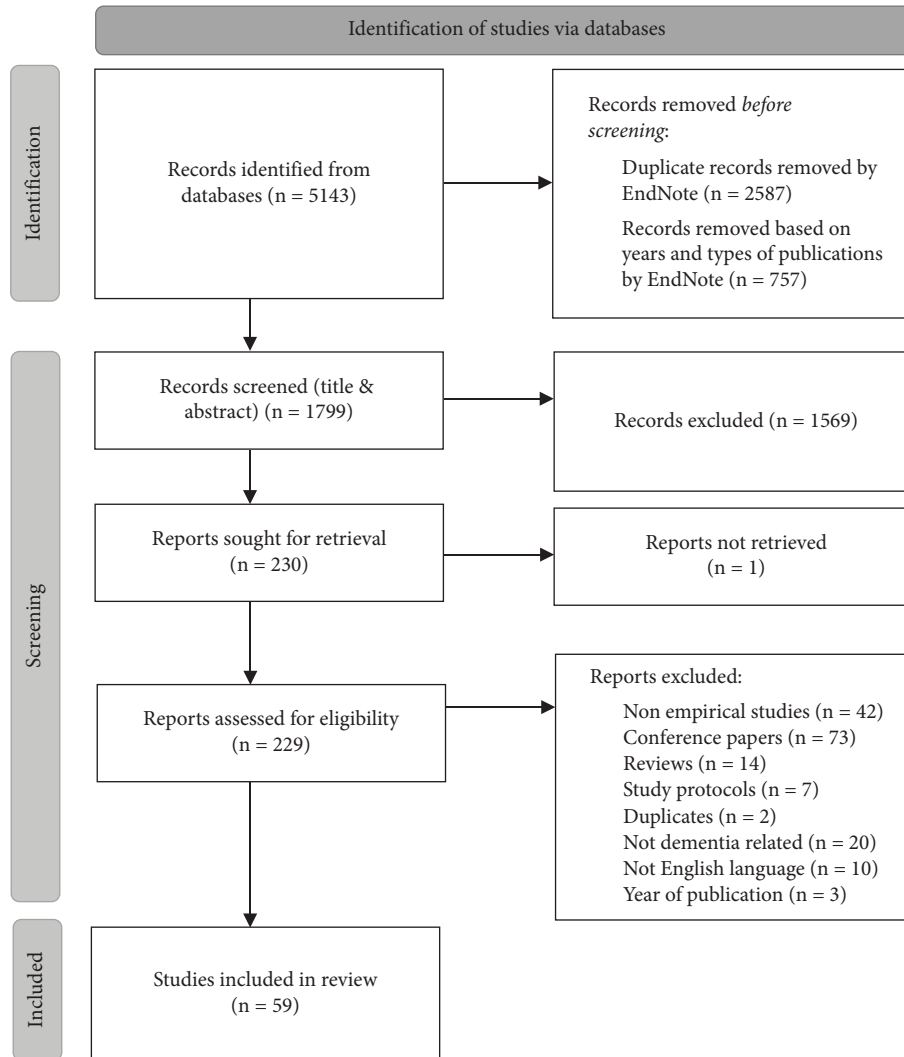 Identification of studies via databases
Identification
Records identified from
databases (n = 5143)
Records removed before
screening:
Duplicate records removed by
EndNote (n = 2587)
Records removed based on
years and types of publications
by EndNote (n = 757)
Screening
Records screened (title &
abstract) (n = 1799)
Records excluded (n = 1569)
Reports sought for retrieval
(n = 230)
Reports not retrieved
(n = 1)
Reports assessed for eligibility
(n = 229)
Reports excluded:
Non empirical studies (n = 42)
Conference papers (n = 73)
Reviews (n = 14)
Study protocols (n = 7)
Duplicates (n = 2)
Not dementia related (n = 20)
Not English language (n = 10)
Year of publication (n = 3)
Included
Studies included in review
(n = 59)